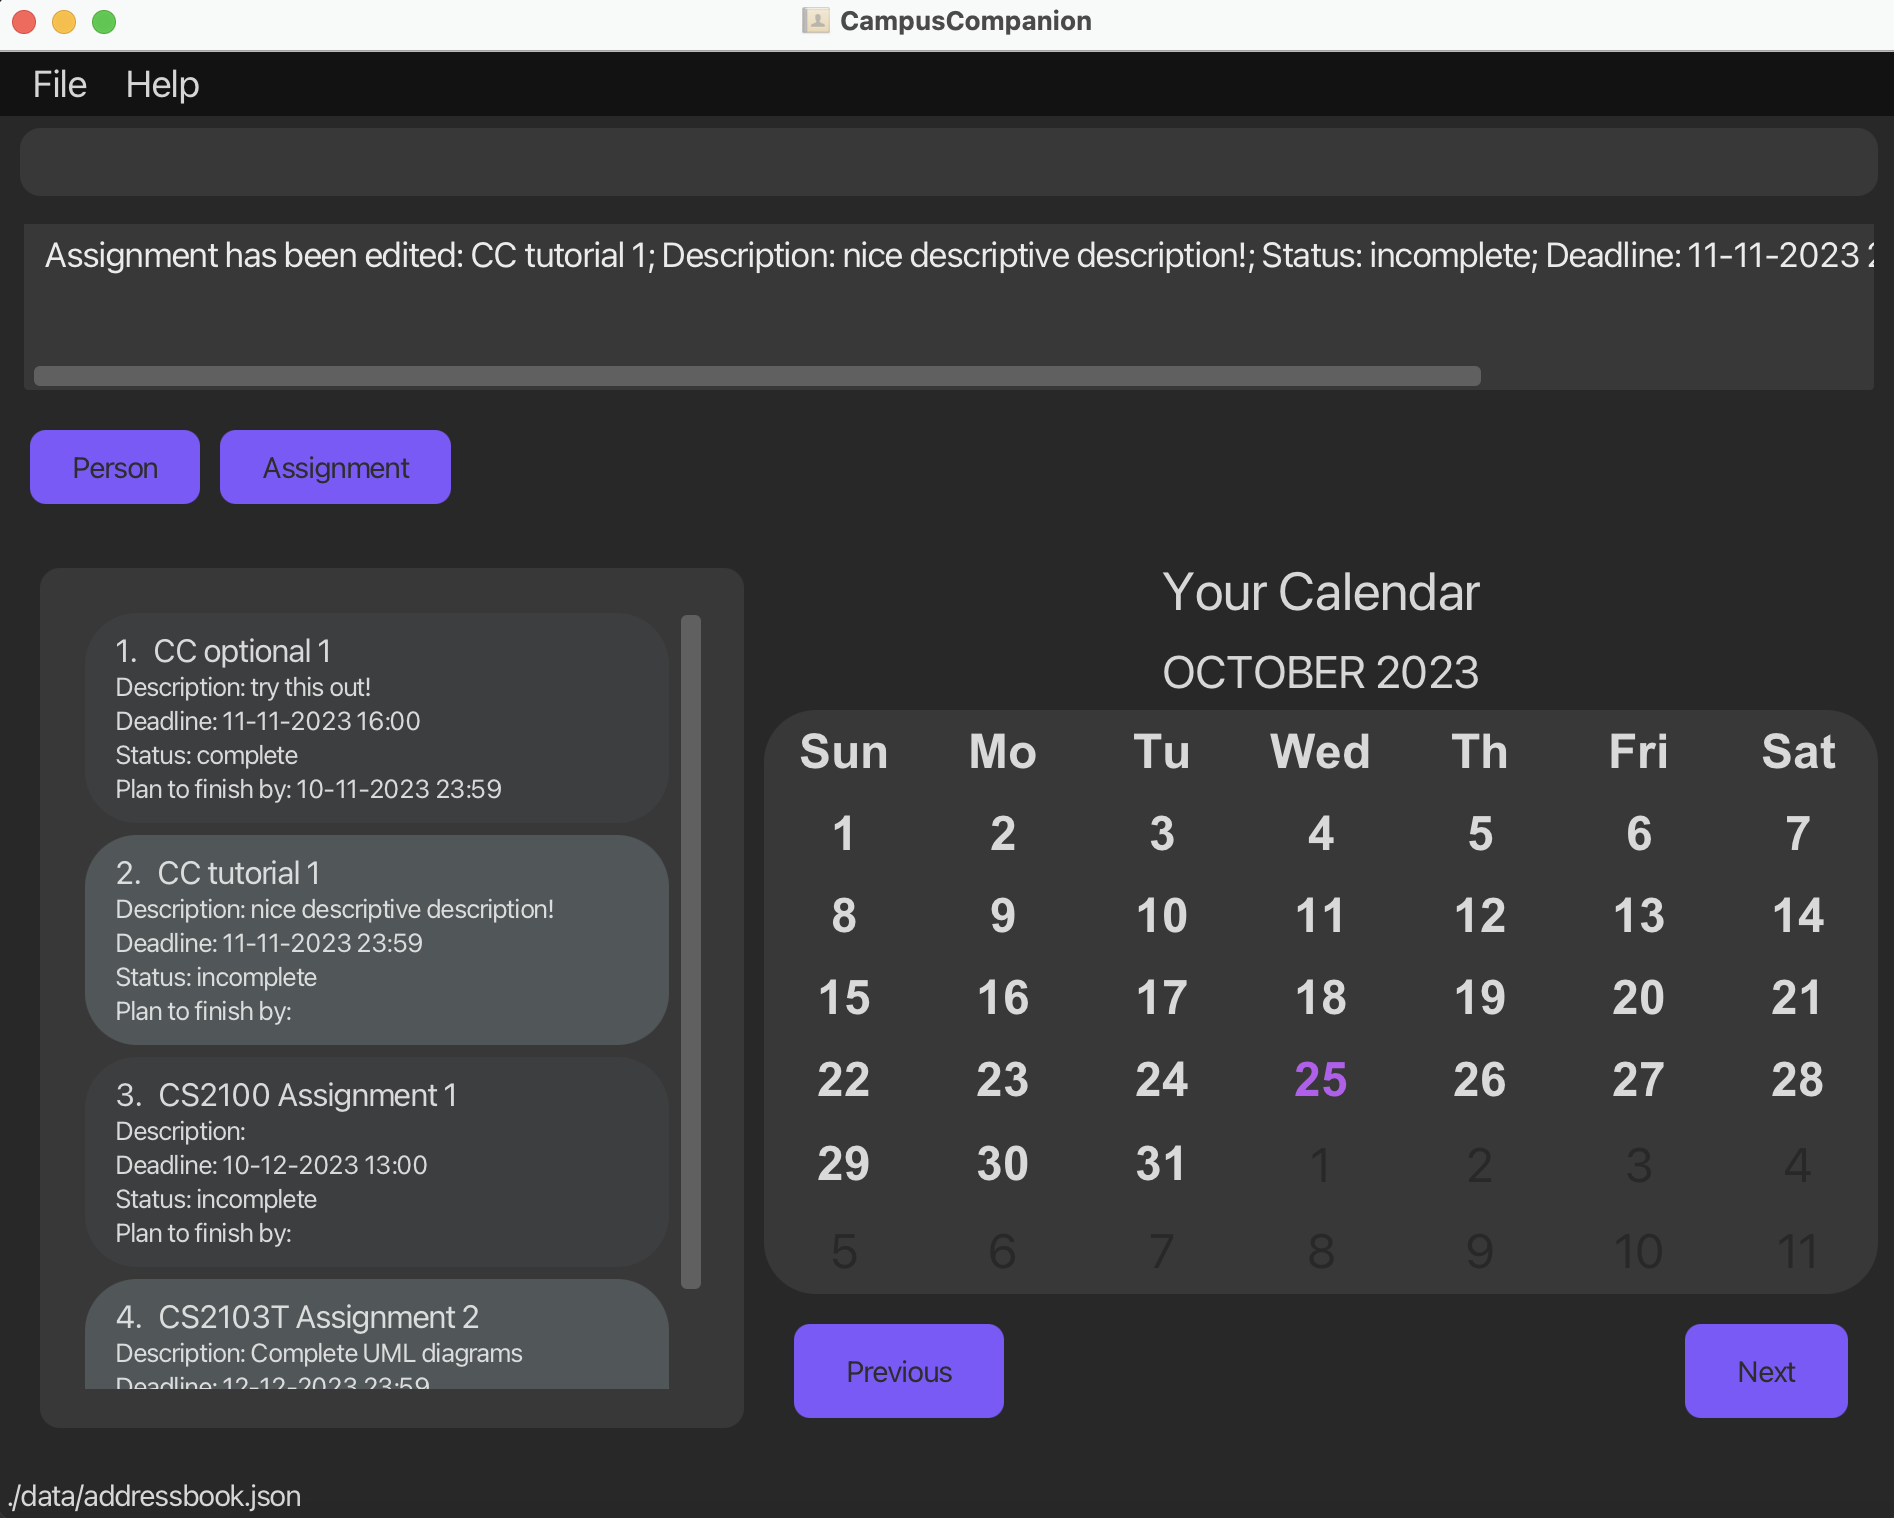 CampusCompanion
File Help
Assignment has been edited: CC tutorial 1; Description: nice descriptive description!; Status: incomplete; Deadline: 11-11-2023
Person Assignment
1. CC optional 1
Description: try this out!
Deadline: 11-11-2023 16:00
Status: complete
Plan to finish by: 10-11-2023 23:59
2. CC tutorial 1
Description: nice descriptive description!
Deadline: 11-11-2023 23:59
Status: incomplete
Plan to finish by:
3. CS2100 Assignment 1
Description:
Deadline: 10-12-2023 13:00
Status: incomplete
Plan to finish by:
4. CS2103T Assignment 2
Description: Complete UML diagrams
Deadline: 12-12-2023 23:59
Your Calendar
OCTOBER 2023
Sun Mo Tu Wed Th Fri Sat
1 2 3 4 5 6 7
8 9 10 11 12 13 14
15 16 17 18 19 20 21
22 23 24 25 26 27 28
29 30 31 1 2 3 4
5 6 7 8 9 10 11
Previous Next
./data/addressbook.json